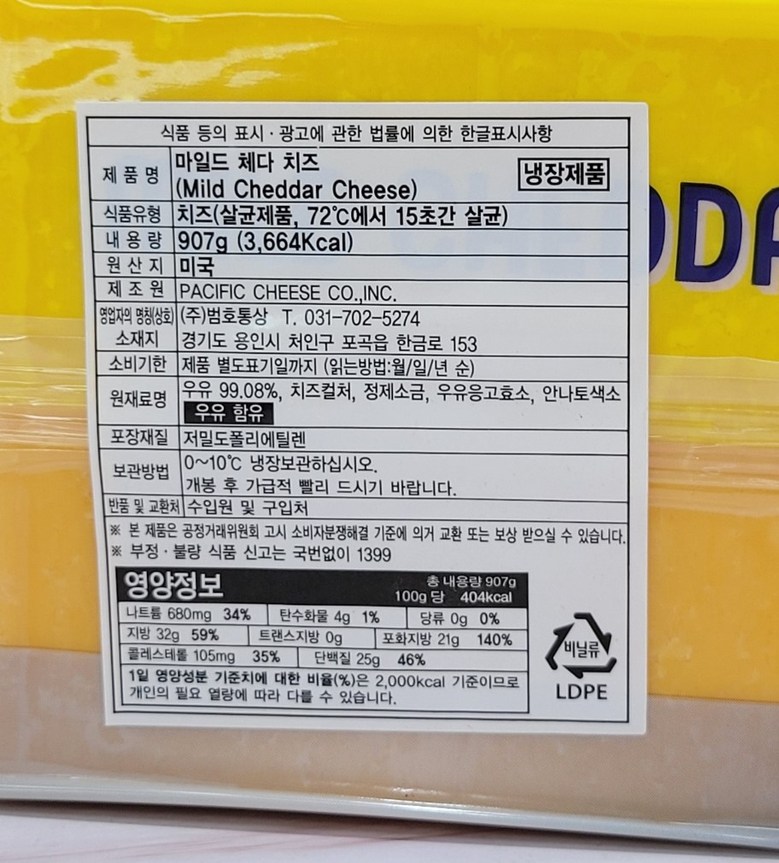 식품 등의 표시 · 광고에 관한 법률에 의한 한글표시사항
제 품 명 마일드 체다 치즈 냉장제품
(Mild Cheddar Cheese)
식품유형 치즈(살균제품, 72℃에서 15초간 살균)
내 용 량 907g (3,664Kcal)
원 산 지 미국
제 조 원 PACIFIC CHEESE CO.,INC.
영업자의 명칭(상호) (주)범호통상 T. 031-702-5274
소재지 경기도 용인시 처인구 포곡읍 한금로 153
소비기한 제품 별도표기일까지 (읽는방법:월/일/년 순)
원재료명 우유 99.08%, 치즈컬처, 정제소금, 우유응고효소, 안나토색소
우유 함유
포장재질 저밀도폴리에틸렌
보관방법 0~10℃ 냉장보관하십시오.
개봉 후 가급적 빨리 드시기 바랍니다.
반품 및 교환처 수입원 및 구입처
※ 본 제품은 공정거래위원회 고시 소비자분쟁해결 기준에 의거 교환 또는 보상 받으실 수 있습니다.
※ 부정 · 불량 식품 신고는 국번없이 1399
영양정보 총 내용량 907g
100g 당 404kcal
나트륨 680mg 34% 탄수화물 4g 1% 당류 0g 0%
지방 32g 59% 트랜스지방 0g 포화지방 21g 140%
콜레스테롤 105mg 35% 단백질 25g 46%
1일 영양성분 기준치에 대한 비율(%)은 2,000kcal 기준이므로
개인의 필요 열량에 따라 다를 수 있습니다.
비닐류
LDPE